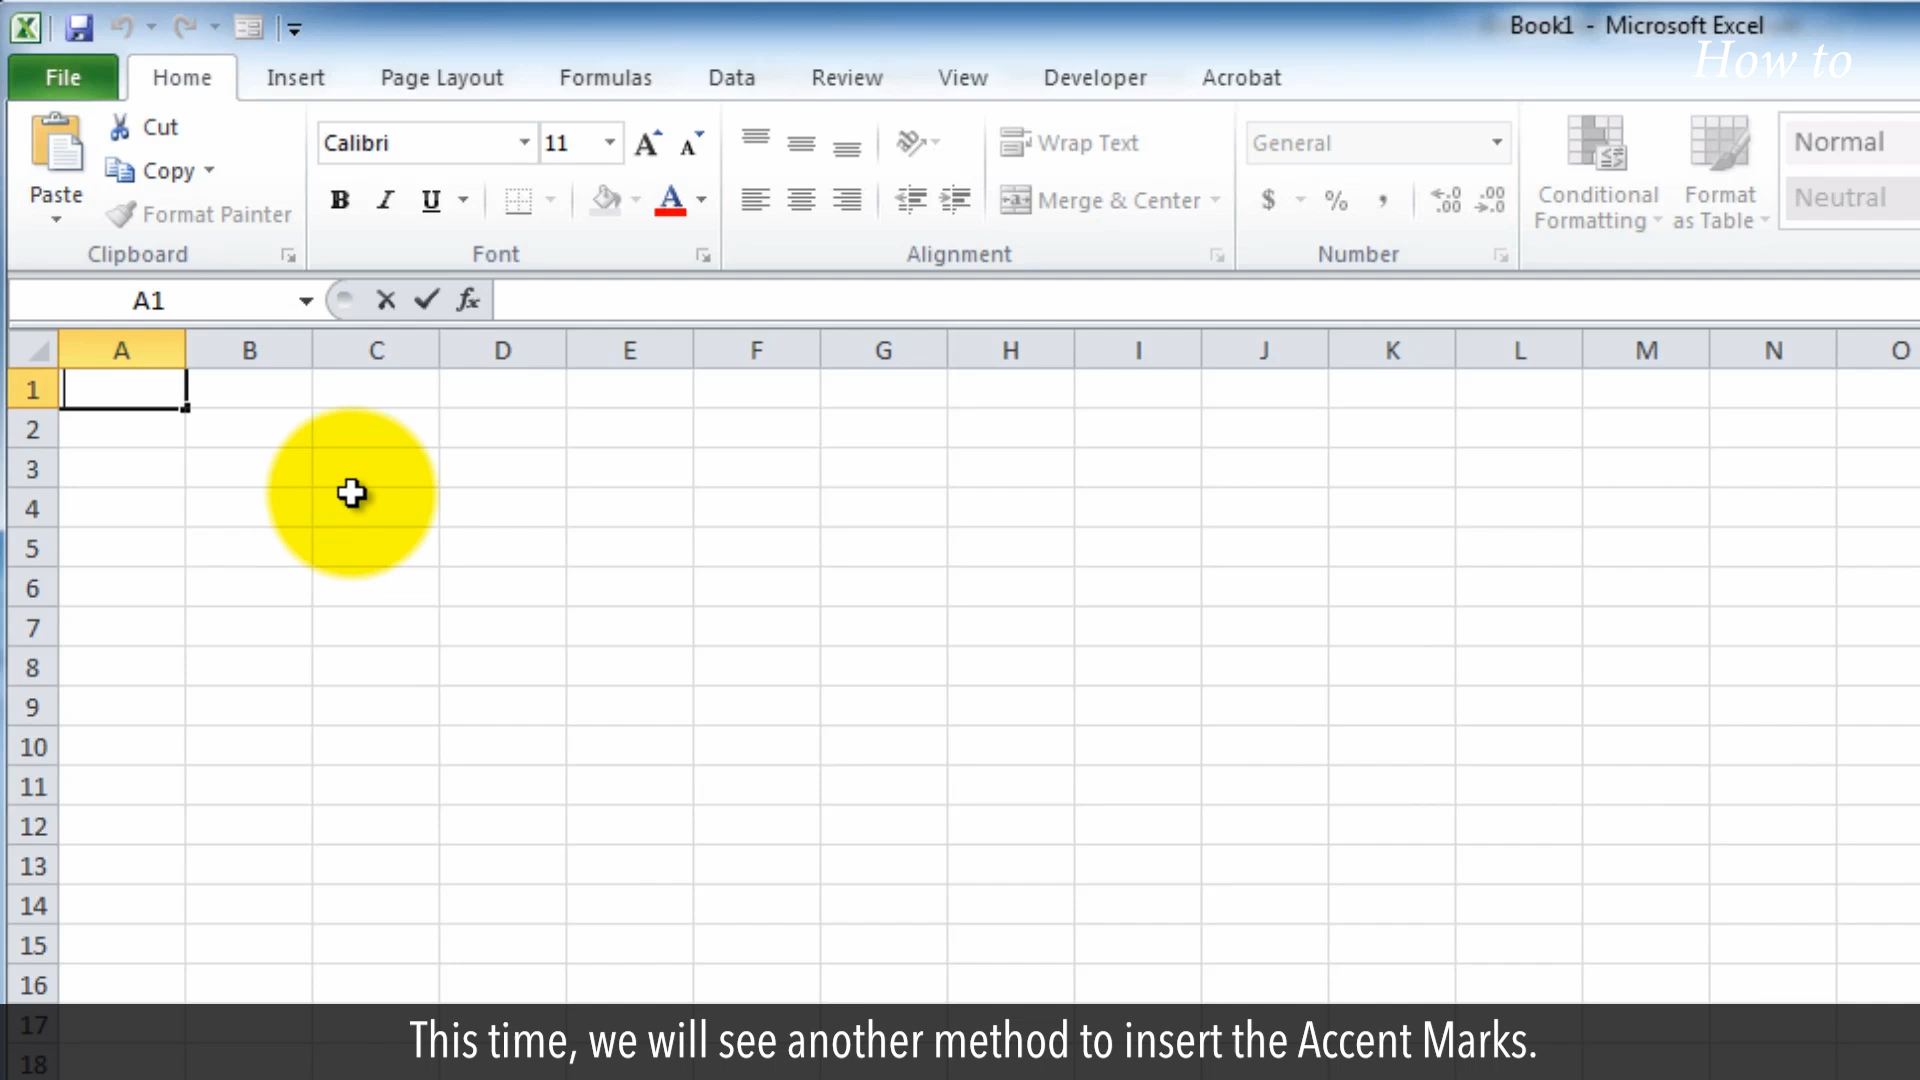 Book1 - Microsoft Excel
How to
File Home Insert Page Layout Formulas Data Review View Developer Acrobat
Paste
Cut
Copy
Format Painter
Clipboard
Calibri 11
B I U
Font
Wrap Text
Merge & Center
Alignment
General
$ % ,
Number
Conditional Formatting
Format as Table
Normal
Neutral
A1 fx
A B C D E F G H I J K L M N O
1
2
3
4
5
6
7
8
9
10
11
12
13
14
15
16
17
18
This time, we will see another method to insert the Accent Marks.